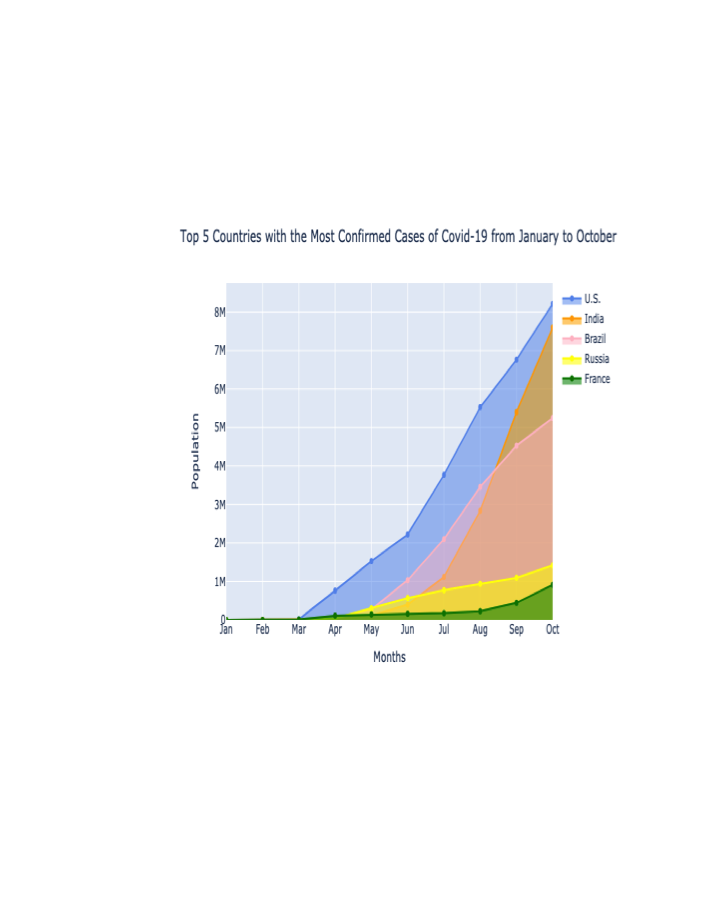 Top 5 Countries with the Most Confirmed Cases of Covid-19 from January to October
U.S.
India
Brazil
Russia
France
8M
7M
6M
5M
4M
3M
2M
1M
0
Population
Jan Feb Mar Apr May Jun Jul Aug Sep Oct
Months